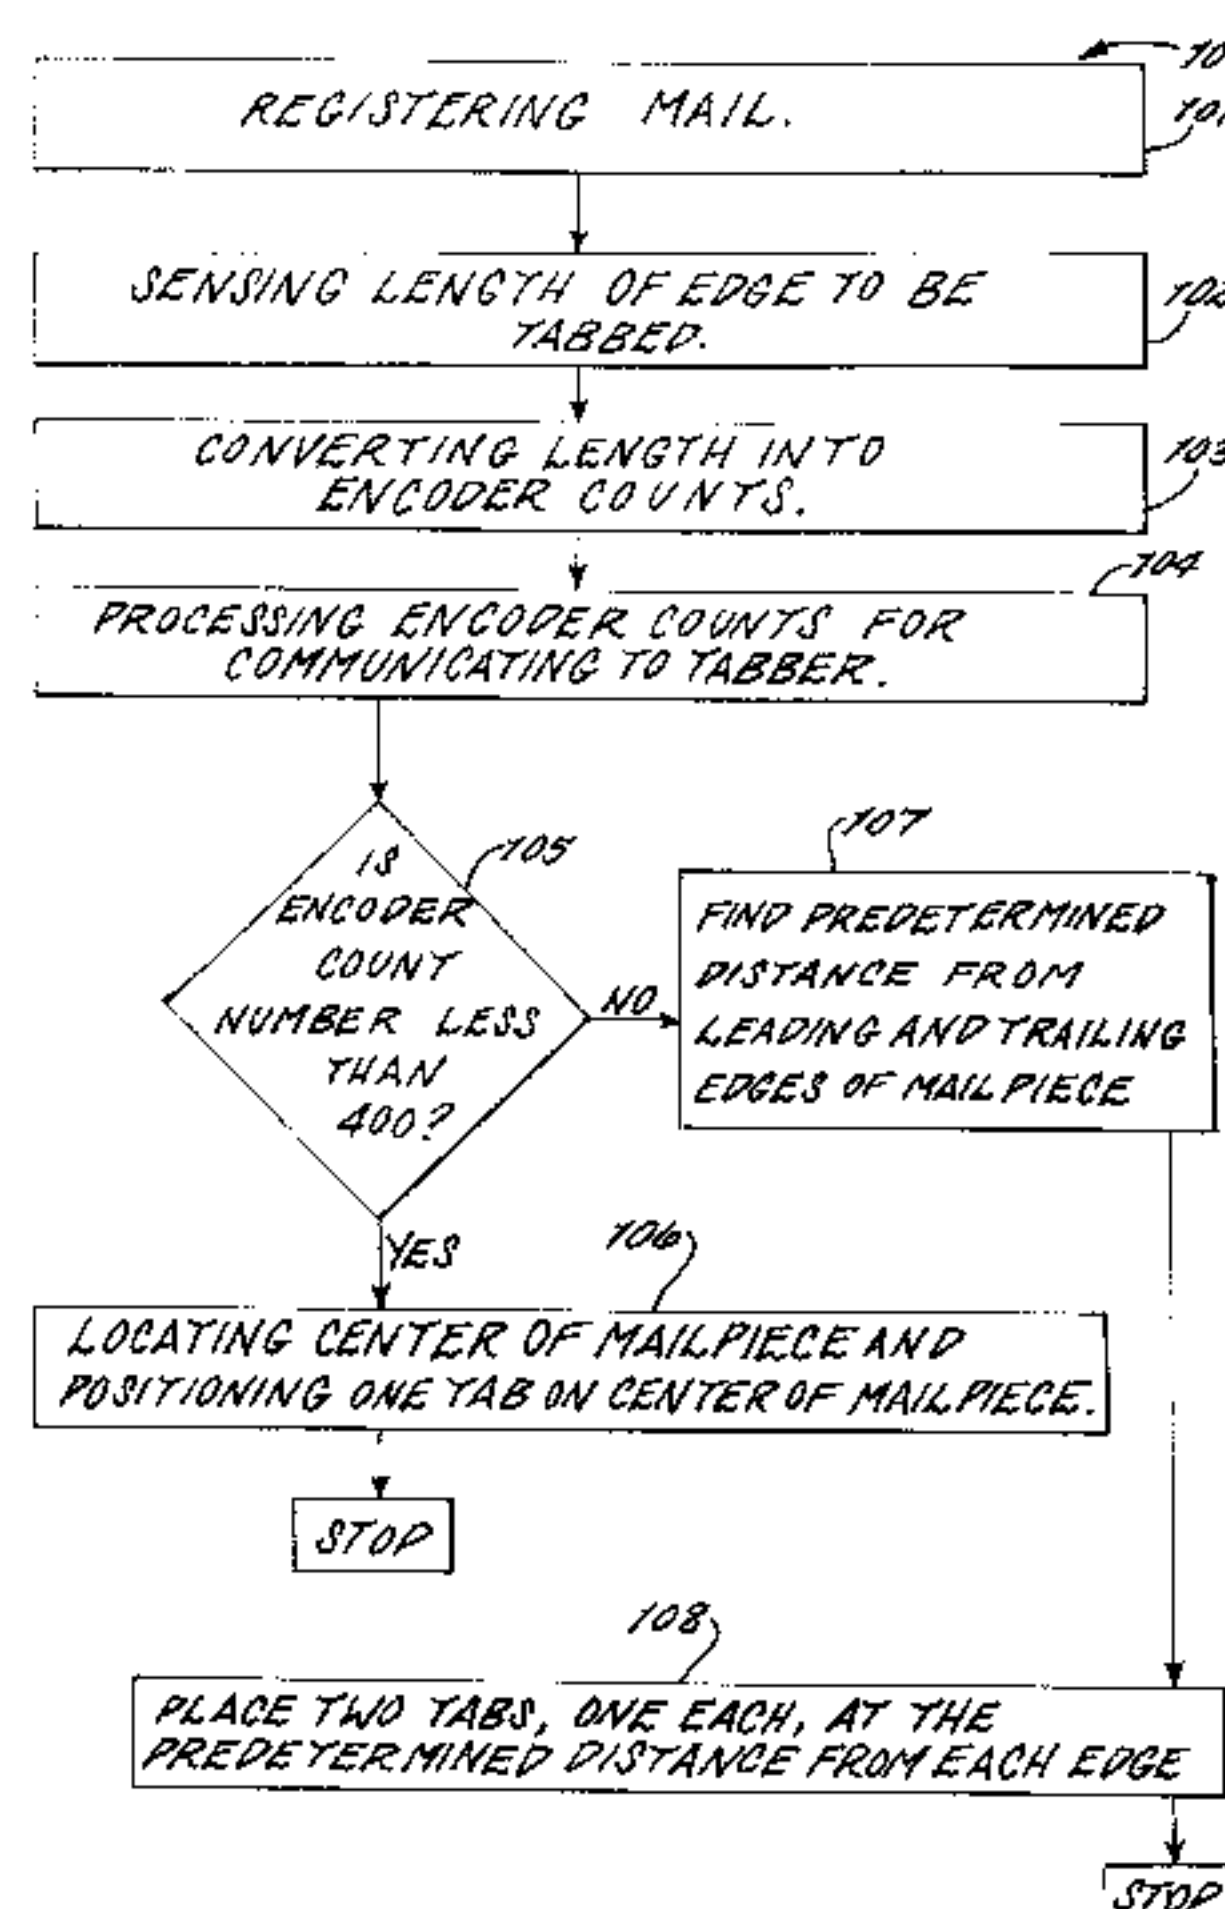 REGISTERING MAIL.
101
SENSING LENGTH OF EDGE TO BE
TABBED.
102
CONVERTING LENGTH INTO
ENCODER COUNTS.
103
104
PROCESSING ENCODER COUNTS FOR
COMMUNICATING TO TABBER.
105
IS
ENCODER
COUNT
NUMBER LESS
THAN
400?
NO
107
FIND PREDETERMINED
DISTANCE FROM
LEADING AND TRAILING
EDGES OF MAILPIECE
YES
106
LOCATING CENTER OF MAILPIECE AND
POSITIONING ONE TAB ON CENTER OF MAILPIECE.
STOP
108
PLACE TWO TABS, ONE EACH, AT THE
PREDETERMINED DISTANCE FROM EACH EDGE
STOP